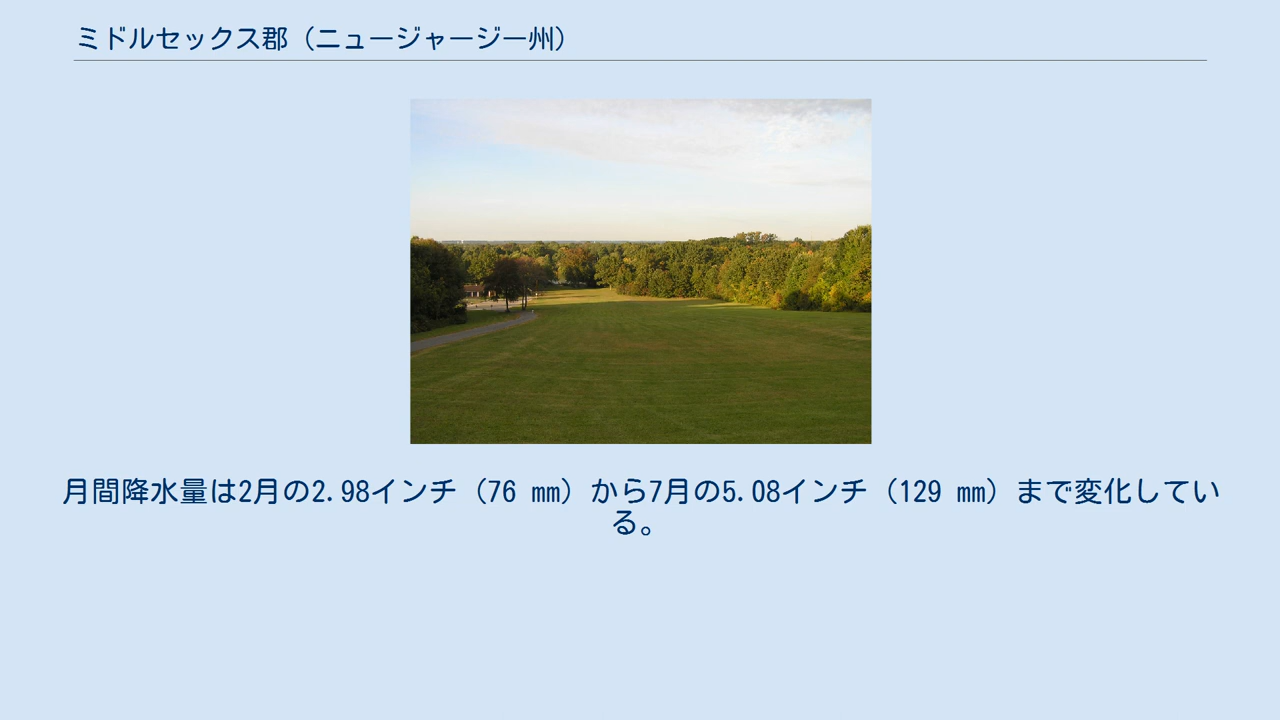 ミドルセックス郡（ニュージャージー州）
月間降水量は2月の2.98インチ（76 mm）から7月の5.08インチ（129 mm）まで変化してい
る。